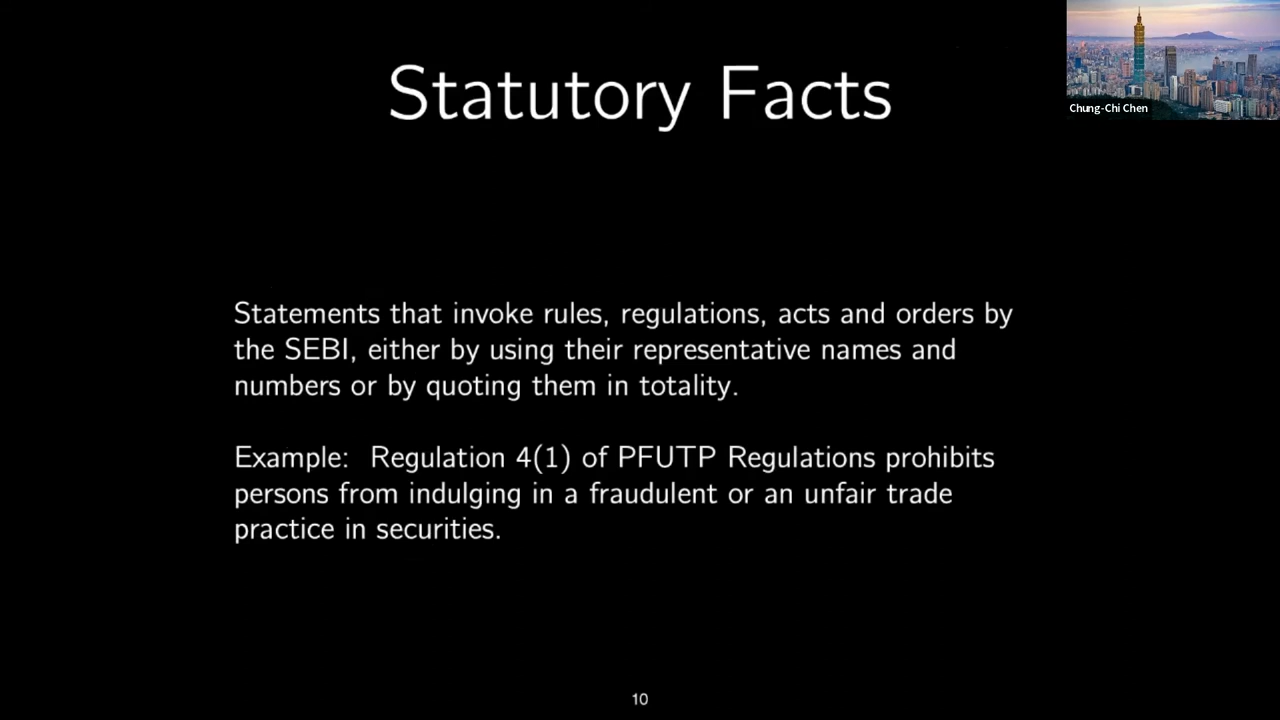 Statutory Facts
Chung-Chi Chen
Statements that invoke rules, regulations, acts and orders by
the SEBI, either by using their representative names and
numbers or by quoting them in totality.
Example: Regulation 4(1) of PFUTP Regulations prohibits
persons from indulging in a fraudulent or an unfair trade
practice in securities.
10